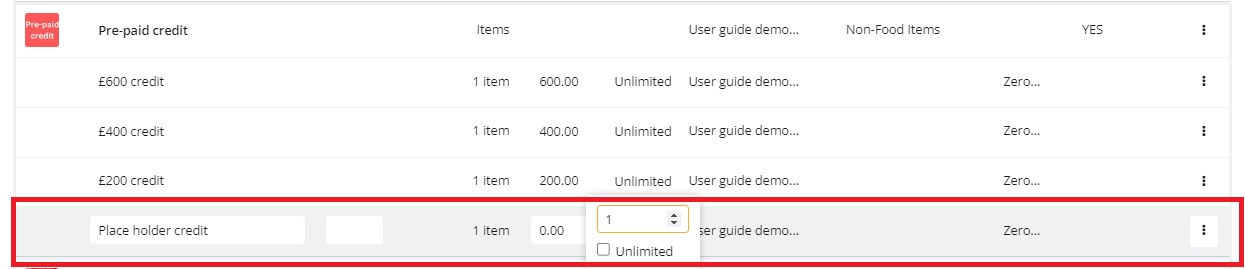 Pre-paid credit
Pre-paid credit Items User guide demo... Non-Food Items YES
£600 credit 1 item 600.00 Unlimited User guide demo... Zero...
£400 credit 1 item 400.00 Unlimited User guide demo... Zero...
£200 credit 1 item 200.00 Unlimited User guide demo... Zero...
Place holder credit 1 item 0.00 1 ser guide demo... Zero...
Unlimited